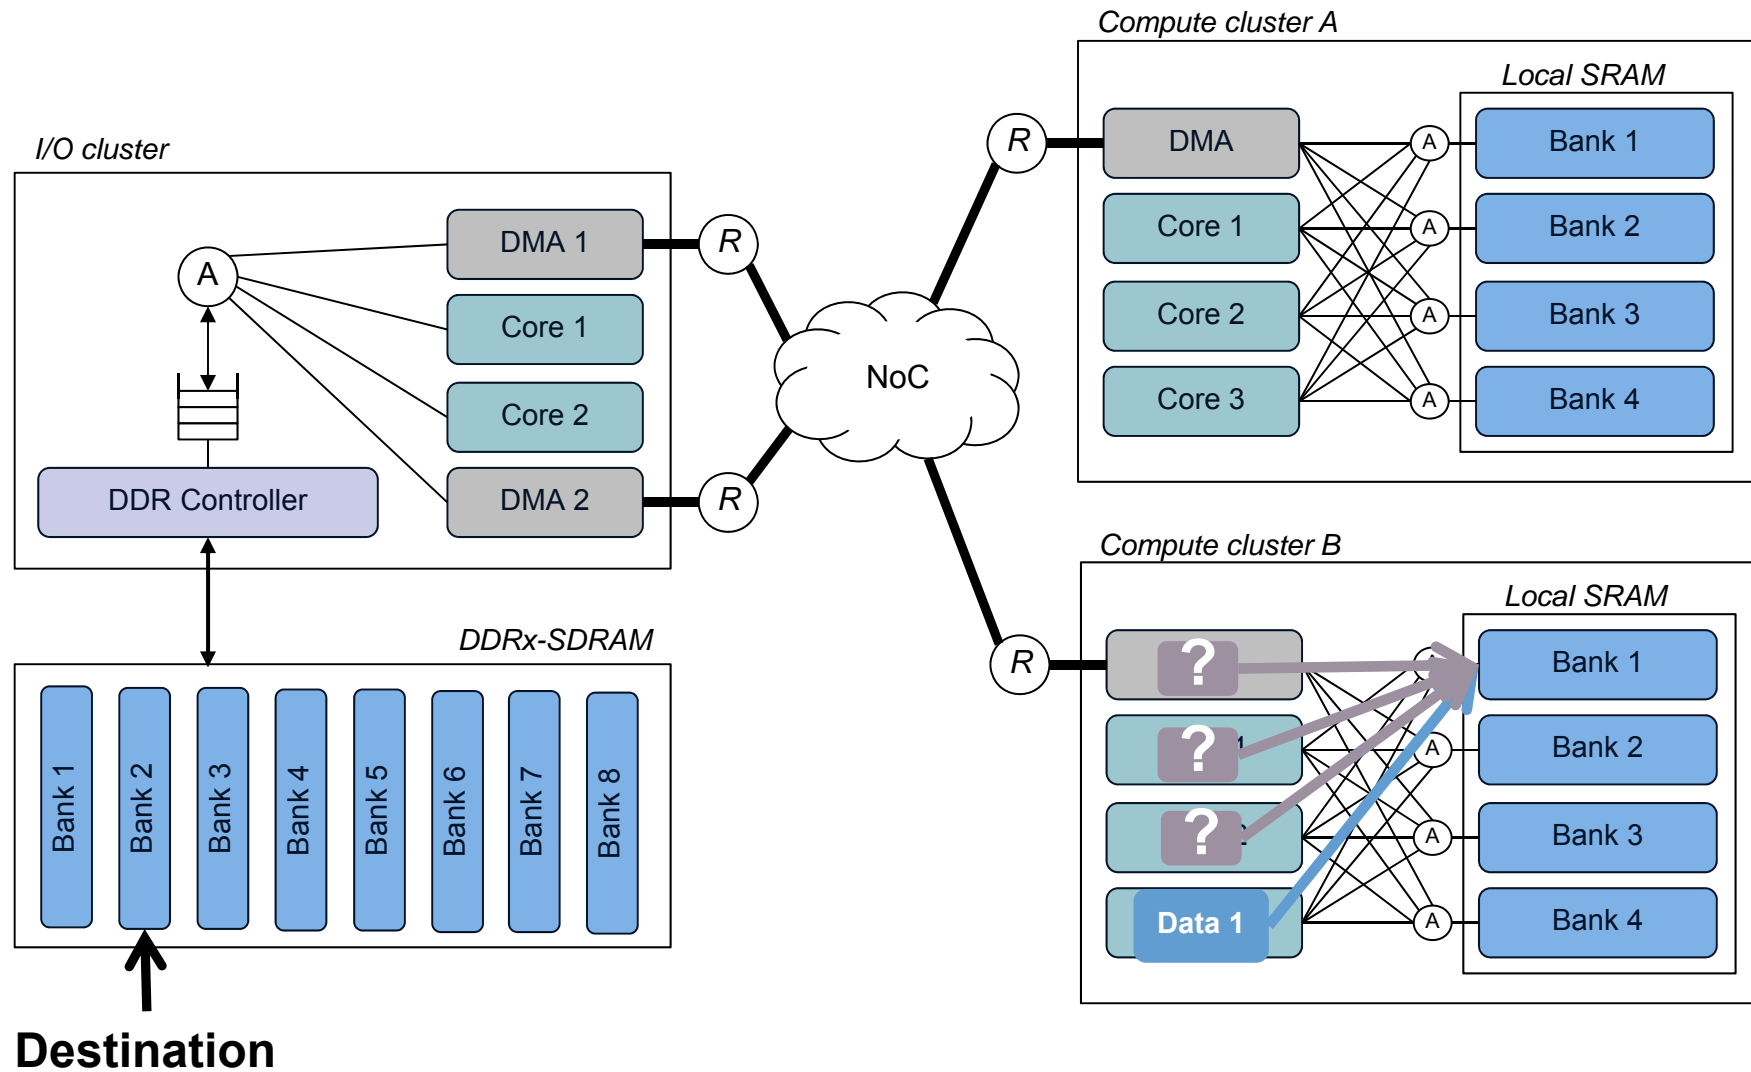 Compute cluster A
Local SRAM
DMA
A
Bank 1
Core 1
A
Bank 2
Core 2
A
Bank 3
Core 3
A
Bank 4
R
I/O cluster
A
DMA 1
R
Core 1
Core 2
DMA 2
R
DDR Controller
NoC
DDRx-SDRAM
Bank 1
Bank 2
Bank 3
Bank 4
Bank 5
Bank 6
Bank 7
Bank 8
Destination
Compute cluster B
Local SRAM
R
?
Bank 1
?
A
Bank 2
?
A
Bank 3
Data 1
A
Bank 4